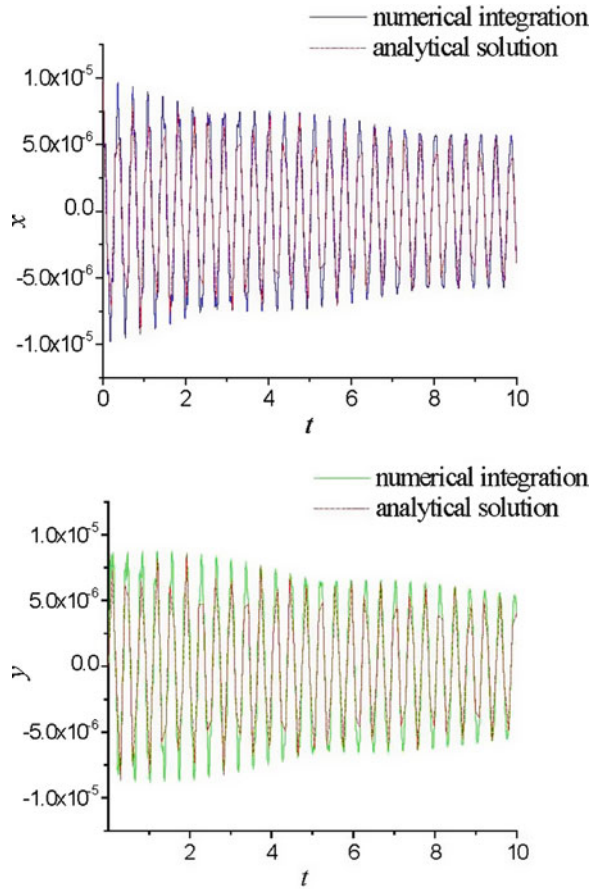 numerical integration
analytical solution
1.0x10⁻⁵
5.0x10⁻⁶
0.0
-5.0x10⁻⁶
-1.0x10⁻⁵
x
0 2 4 6 8 10
t
numerical integration
analytical solution
1.0x10⁻⁵
5.0x10⁻⁶
0.0
-5.0x10⁻⁶
-1.0x10⁻⁵
y
2 4 6 8 10
t